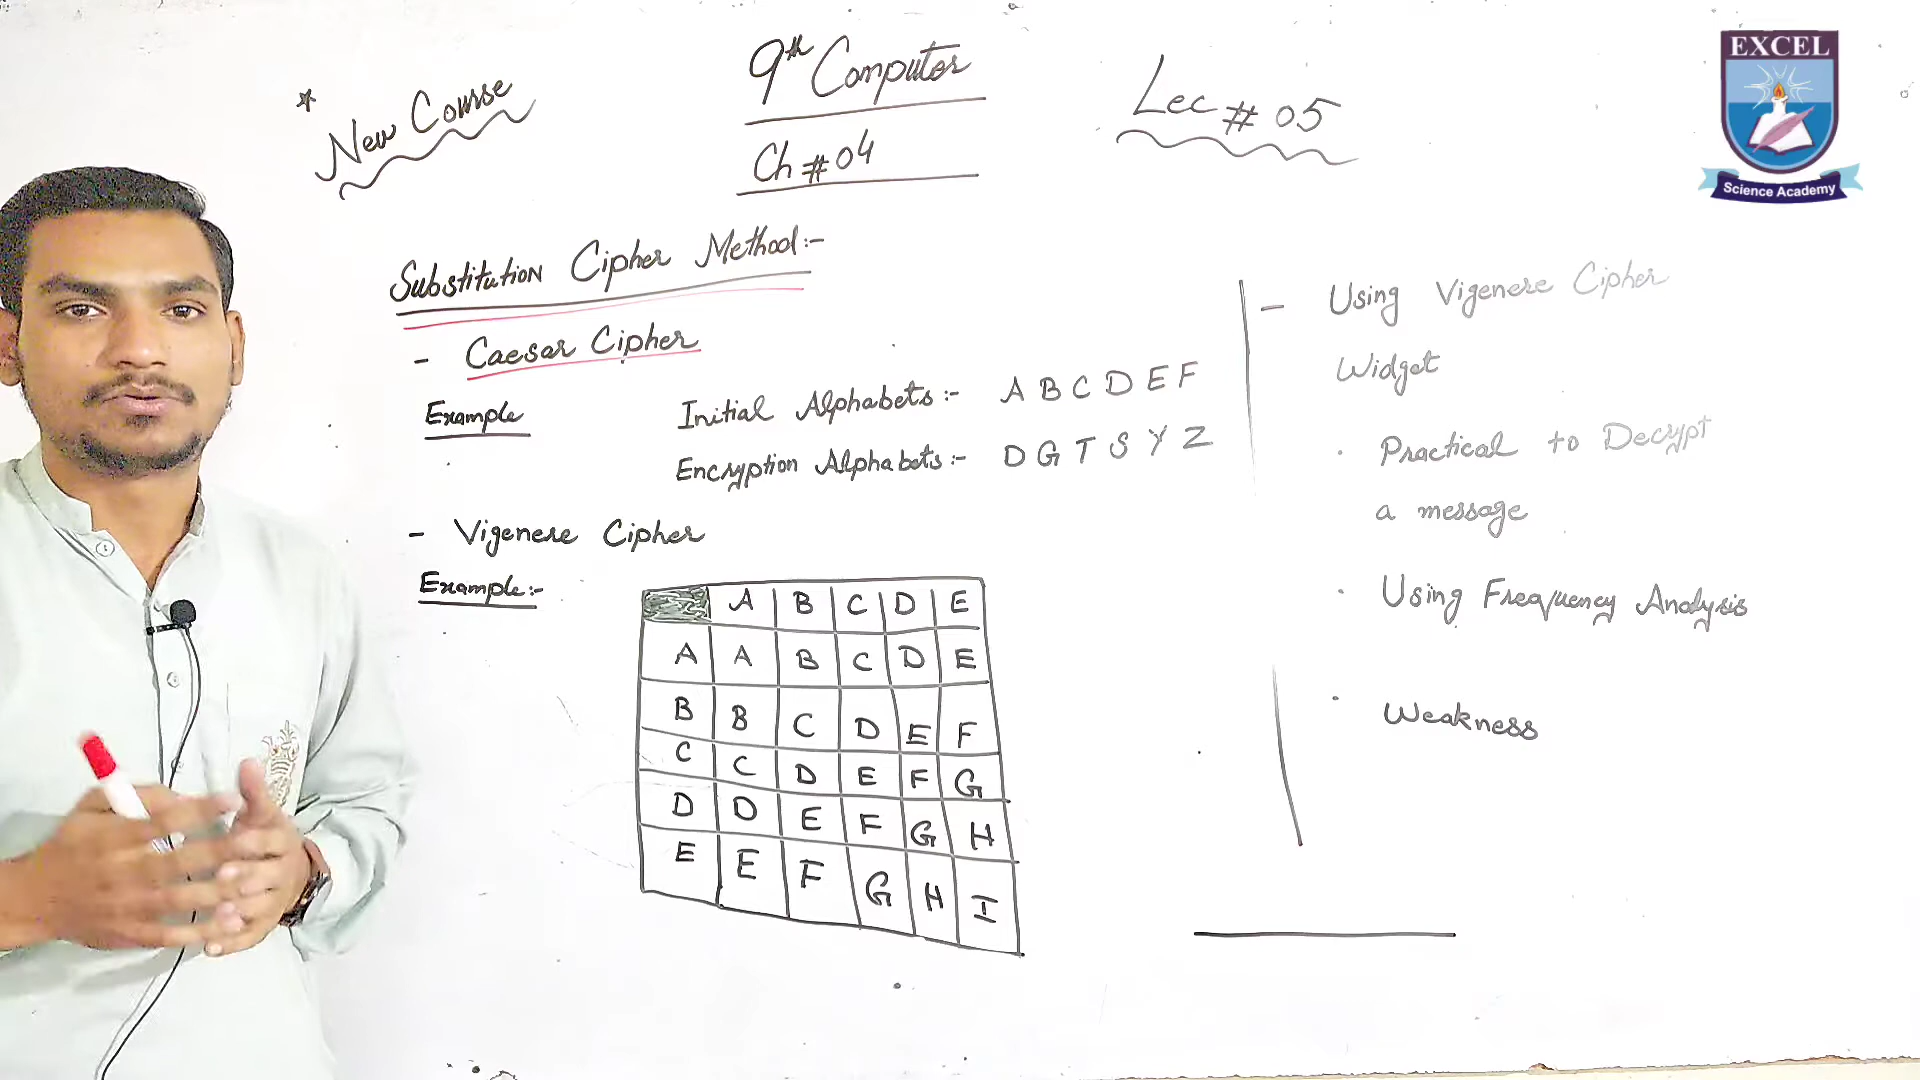 * New Course
9th Computer
Ch # 04
Lec # 05
EXCEL
Science Academy
Substitution Cipher Method:-
- Caesar Cipher
Example
Initial Alphabets:- A B C D E F
Encryption Alphabets:- D G T S Y Z
- Vigenere Cipher
Example:-
A B C D E
A A B C D E
B B C D E F
C C D E F G
D D E F G H
E E F G H I
- Using Vigenere Cipher
Widget
· Practical to Decrypt
a message
· Using Frequency Analysis
· Weakness